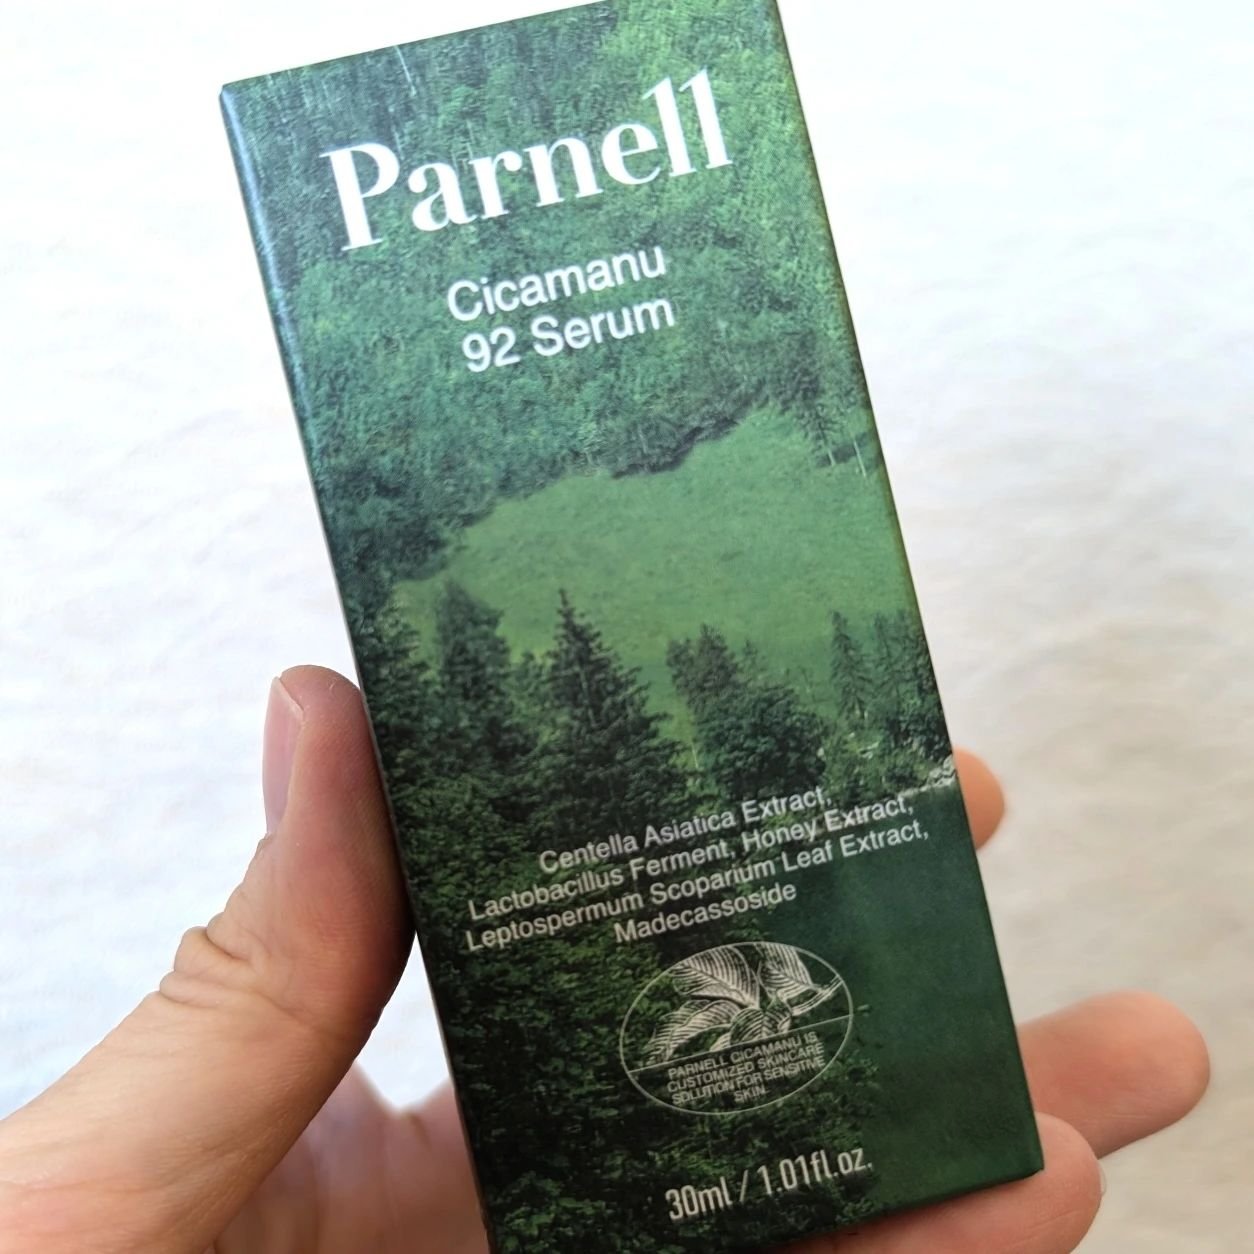 Parnell
Cicamanu
92 Serum
Centella Asiatica Extract,
Lactobacillus Ferment, Honey Extract,
Leptospermum Scoparium Leaf Extract,
Madecassoside
PARNELL CICAMANU IS
CUSTOMIZED SKINCARE
SOLUTION FOR SENSITIVE
SKIN
30ml / 1.01fl.oz.